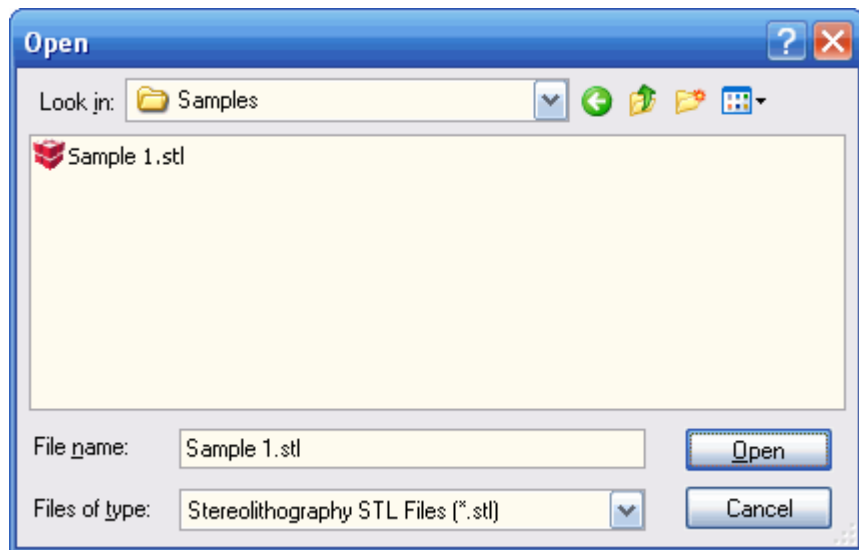 Open
Look in: Samples
Sample 1.stl
File name: Sample 1.stl Open
Files of type: Stereolithography STL Files (*.stl) Cancel